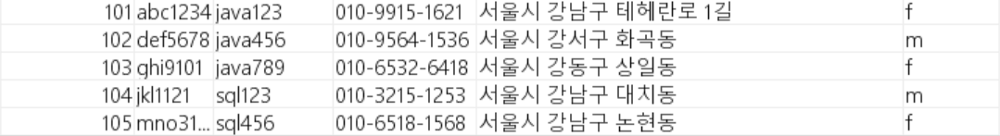 101 abc1234 java123 010-9915-1621 서울시 강남구 테헤란로 1길 f
102 def5678 java456 010-9564-1536 서울시 강서구 화곡동 m
103 ghi9101 java789 010-6532-6418 서울시 강동구 상일동 f
104 jkl1121 sql123 010-3215-1253 서울시 강남구 대치동 m
105 mno31... sql456 010-6518-1568 서울시 강남구 논현동 f